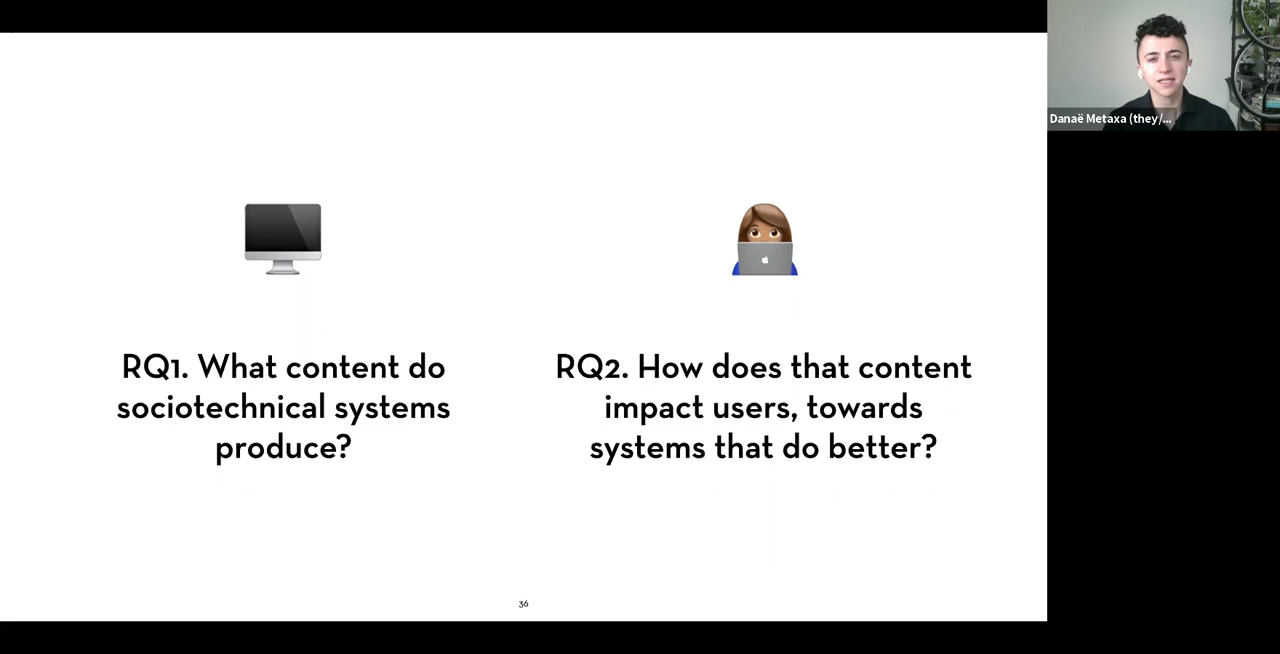 Danaë Metaxa (they/...
RQ1. What content do
sociotechnical systems
produce?
RQ2. How does that content
impact users, towards
systems that do better?
36